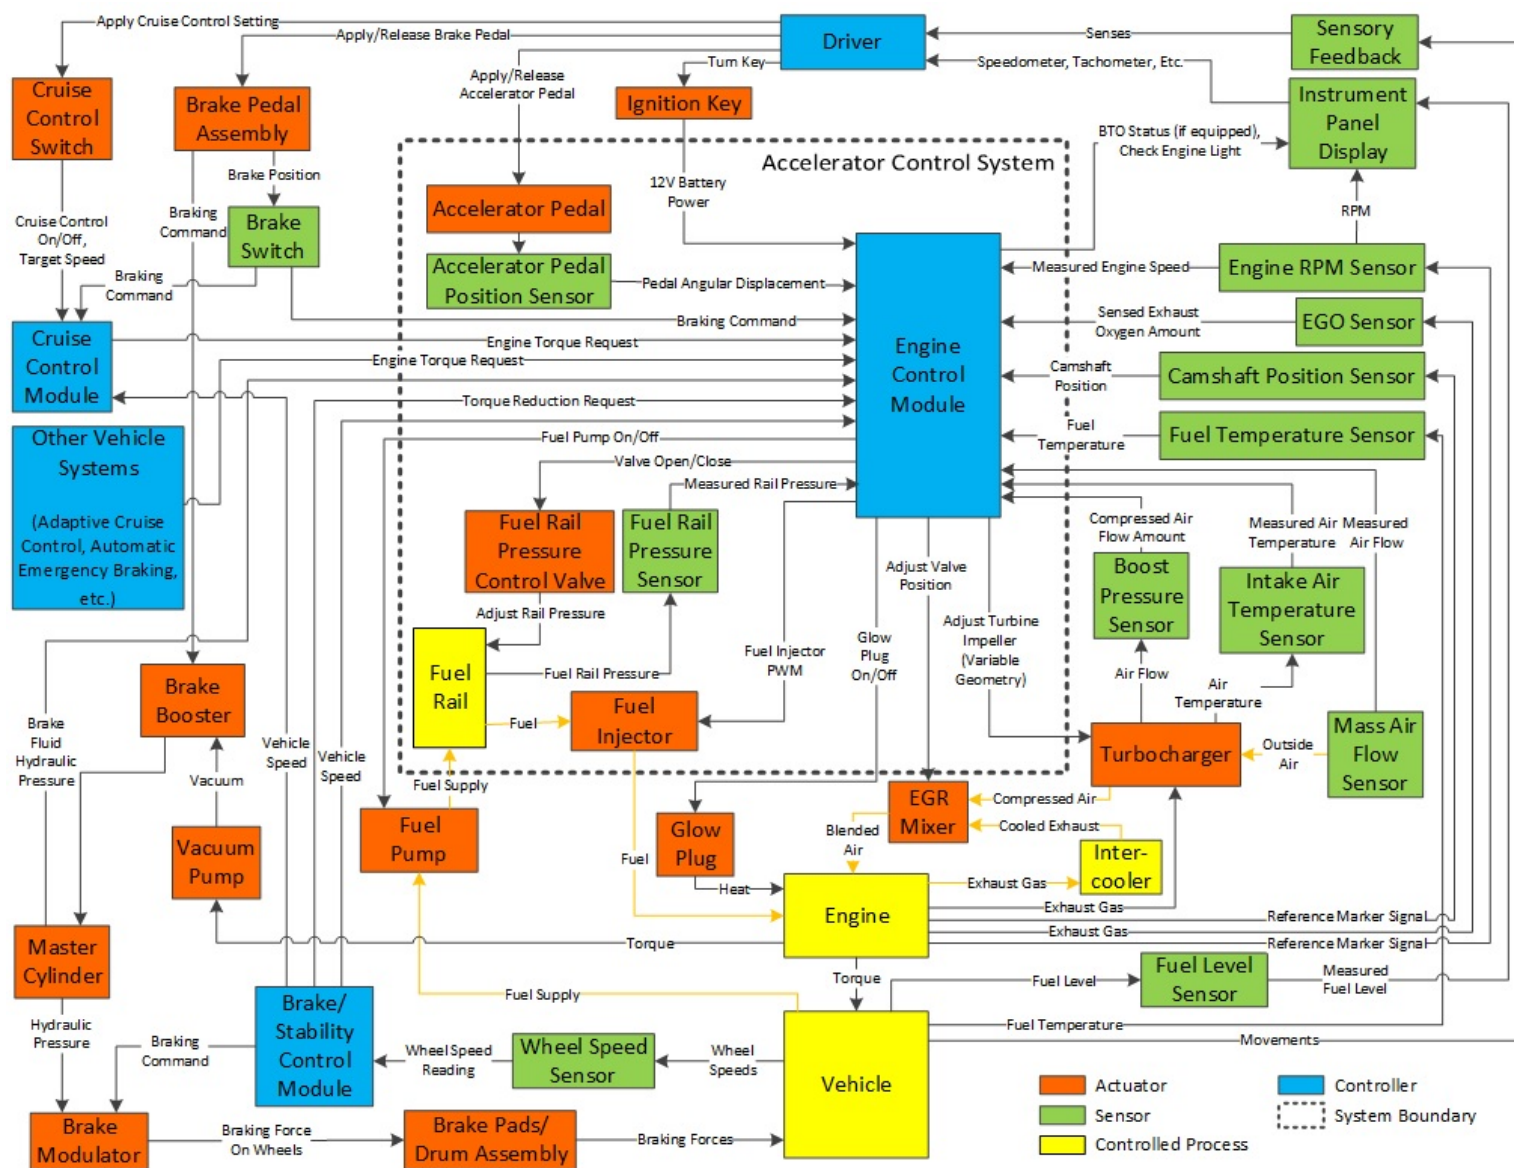 Apply Cruise Control Setting
Apply/Release Brake Pedal
Driver
Senses
Sensory
Feedback
Turn Key
Speedometer, Tachometer, Etc.
Apply/Release
Accelerator Pedal
Cruise
Control
Switch
Brake Pedal
Assembly
Ignition Key
Instrument
Panel
Display
BTO Status (if equipped),
Check Engine Light
Accelerator Control System
Brake Position
12V Battery
Power
Accelerator Pedal
RPM
Cruise Control
On/Off,
Target Speed
Braking
Command
Brake
Switch
Accelerator Pedal
Position Sensor
Pedal Angular Displacement
Measured Engine Speed
Engine RPM Sensor
Braking
Command
Braking Command
Sensed Exhaust
Oxygen Amount
EGO Sensor
Cruise
Control
Module
Engine Torque Request
Engine Torque Request
Engine
Control
Module
Camshaft
Position
Camshaft Position Sensor
Torque Reduction Request
Fuel Pump On/Off
Fuel
Temperature
Fuel Temperature Sensor
Other Vehicle
Systems
(Adaptive Cruise
Control, Automatic
Emergency Braking,
etc.)
Valve Open/Close
Measured Rail Pressure
Fuel Rail
Pressure
Control Valve
Fuel Rail
Pressure
Sensor
Compressed Air
Flow Amount
Measured Air
Temperature
Measured
Air Flow
Adjust Valve
Position
Boost
Pressure
Sensor
Intake Air
Temperature
Sensor
Adjust Rail Pressure
Fuel
Rail
Fuel Rail Pressure
Fuel Injector
PWM
Glow
Plug
On/Off
Adjust Turbine
Impeller
(Variable
Geometry)
Air Flow
Air
Temperature
Brake
Booster
Fuel
Fuel
Injector
Brake
Fluid
Hydraulic
Pressure
Vehicle
Speed
Vehicle
Speed
Turbocharger
Outside
Air
Mass Air
Flow
Sensor
Vacuum
Fuel Supply
EGR
Mixer
Compressed Air
Cooled Exhaust
Vacuum
Pump
Fuel
Pump
Fuel
Glow
Plug
Blended
Air
Inter-
cooler
Heat
Engine
Exhaust Gas
Exhaust Gas
Reference Marker Signal
Exhaust Gas
Reference Marker Signal
Torque
Master
Cylinder
Torque
Fuel Level
Fuel Level
Sensor
Measured
Fuel Level
Fuel Supply
Brake/
Stability
Control
Module
Hydraulic
Pressure
Braking
Command
Wheel Speed
Reading
Wheel Speed
Sensor
Wheel
Speeds
Vehicle
Fuel Temperature
Movements
Brake
Modulator
Braking Force
On Wheels
Brake Pads/
Drum Assembly
Braking Forces
Actuator
Controller
Sensor
System Boundary
Controlled Process